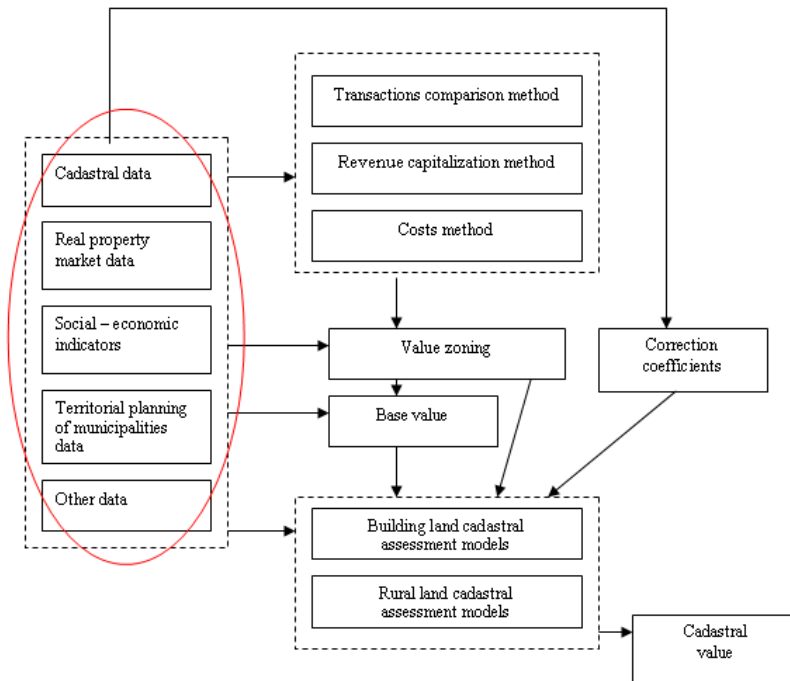 Transactions comparison method
Revenue capitalization method
Costs method
Cadastral data
Real property
market data
Social – economic
indicators
Territorial planning
of municipalities
data
Other data
Value zoning
Base value
Correction
coefficients
Building land cadastral
assessment models
Rural land cadastral
assessment models
Cadastral
value